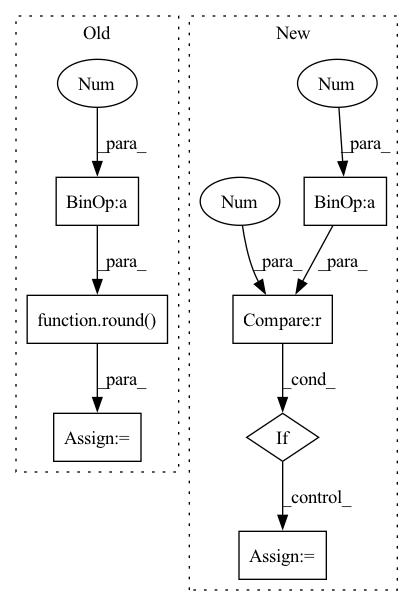 Old
New
Num
Num
_para_
_para_
BinOp:a
Num
BinOp:a
_para_
_para_
_para_
function.round()
Compare:r
_para_
_cond_
Assign:=
If
_control_
Assign:=